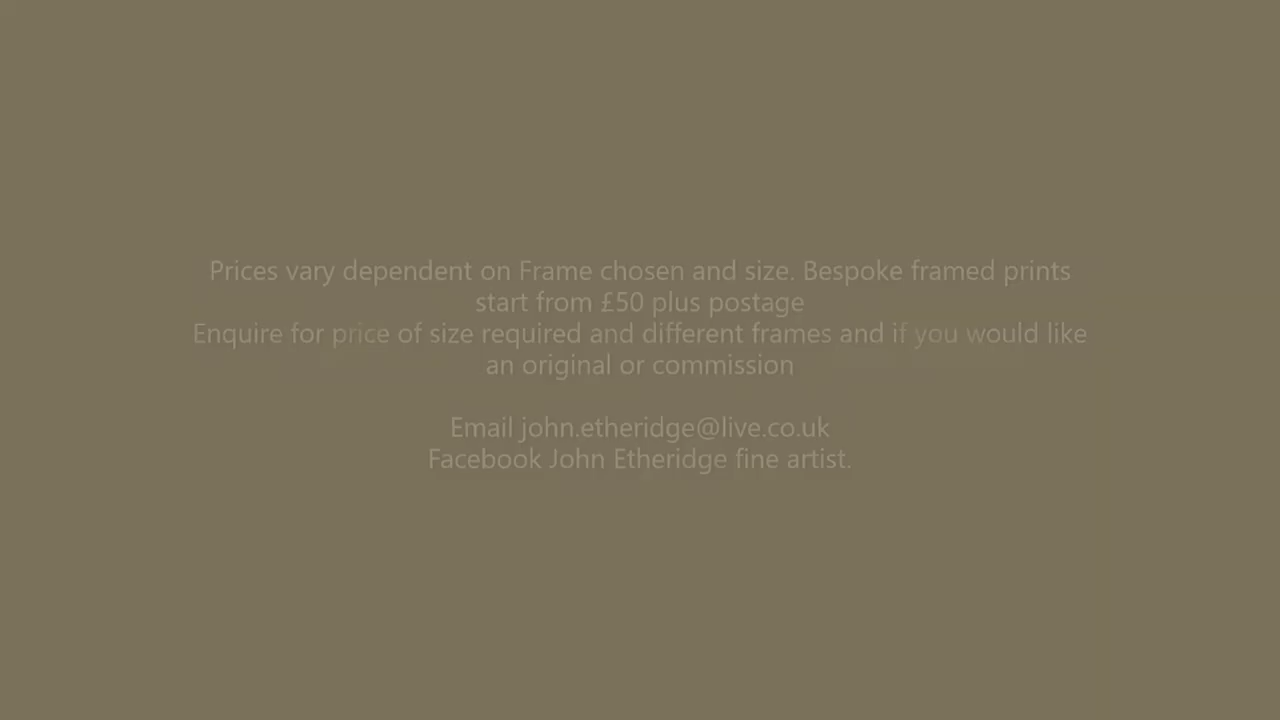 Prices vary dependent on Frame chosen and size. Bespoke framed prints
start from £50 plus postage
Enquire for price of size required and different frames and if you would like
an original or commission
Email john.etheridge@live.co.uk
Facebook John Etheridge fine artist.